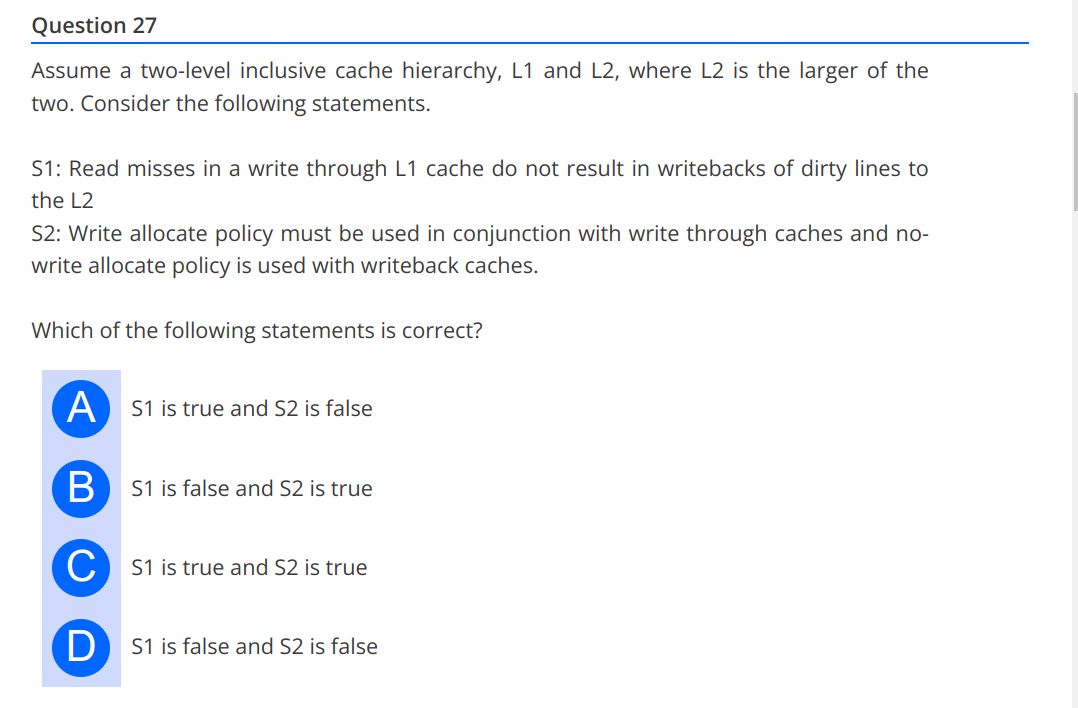 Question 27
Assume a two-level inclusive cache hierarchy, L1 and L2, where L2 is the larger of the
two. Consider the following statements.
S1: Read misses in a write through L1 cache do not result in writebacks of dirty lines to
the L2
S2: Write allocate policy must be used in conjunction with write through caches and no-
write allocate policy is used with writeback caches.
Which of the following statements is correct?
A S1 is true and S2 is false
B S1 is false and S2 is true
C S1 is true and S2 is true
D S1 is false and S2 is false